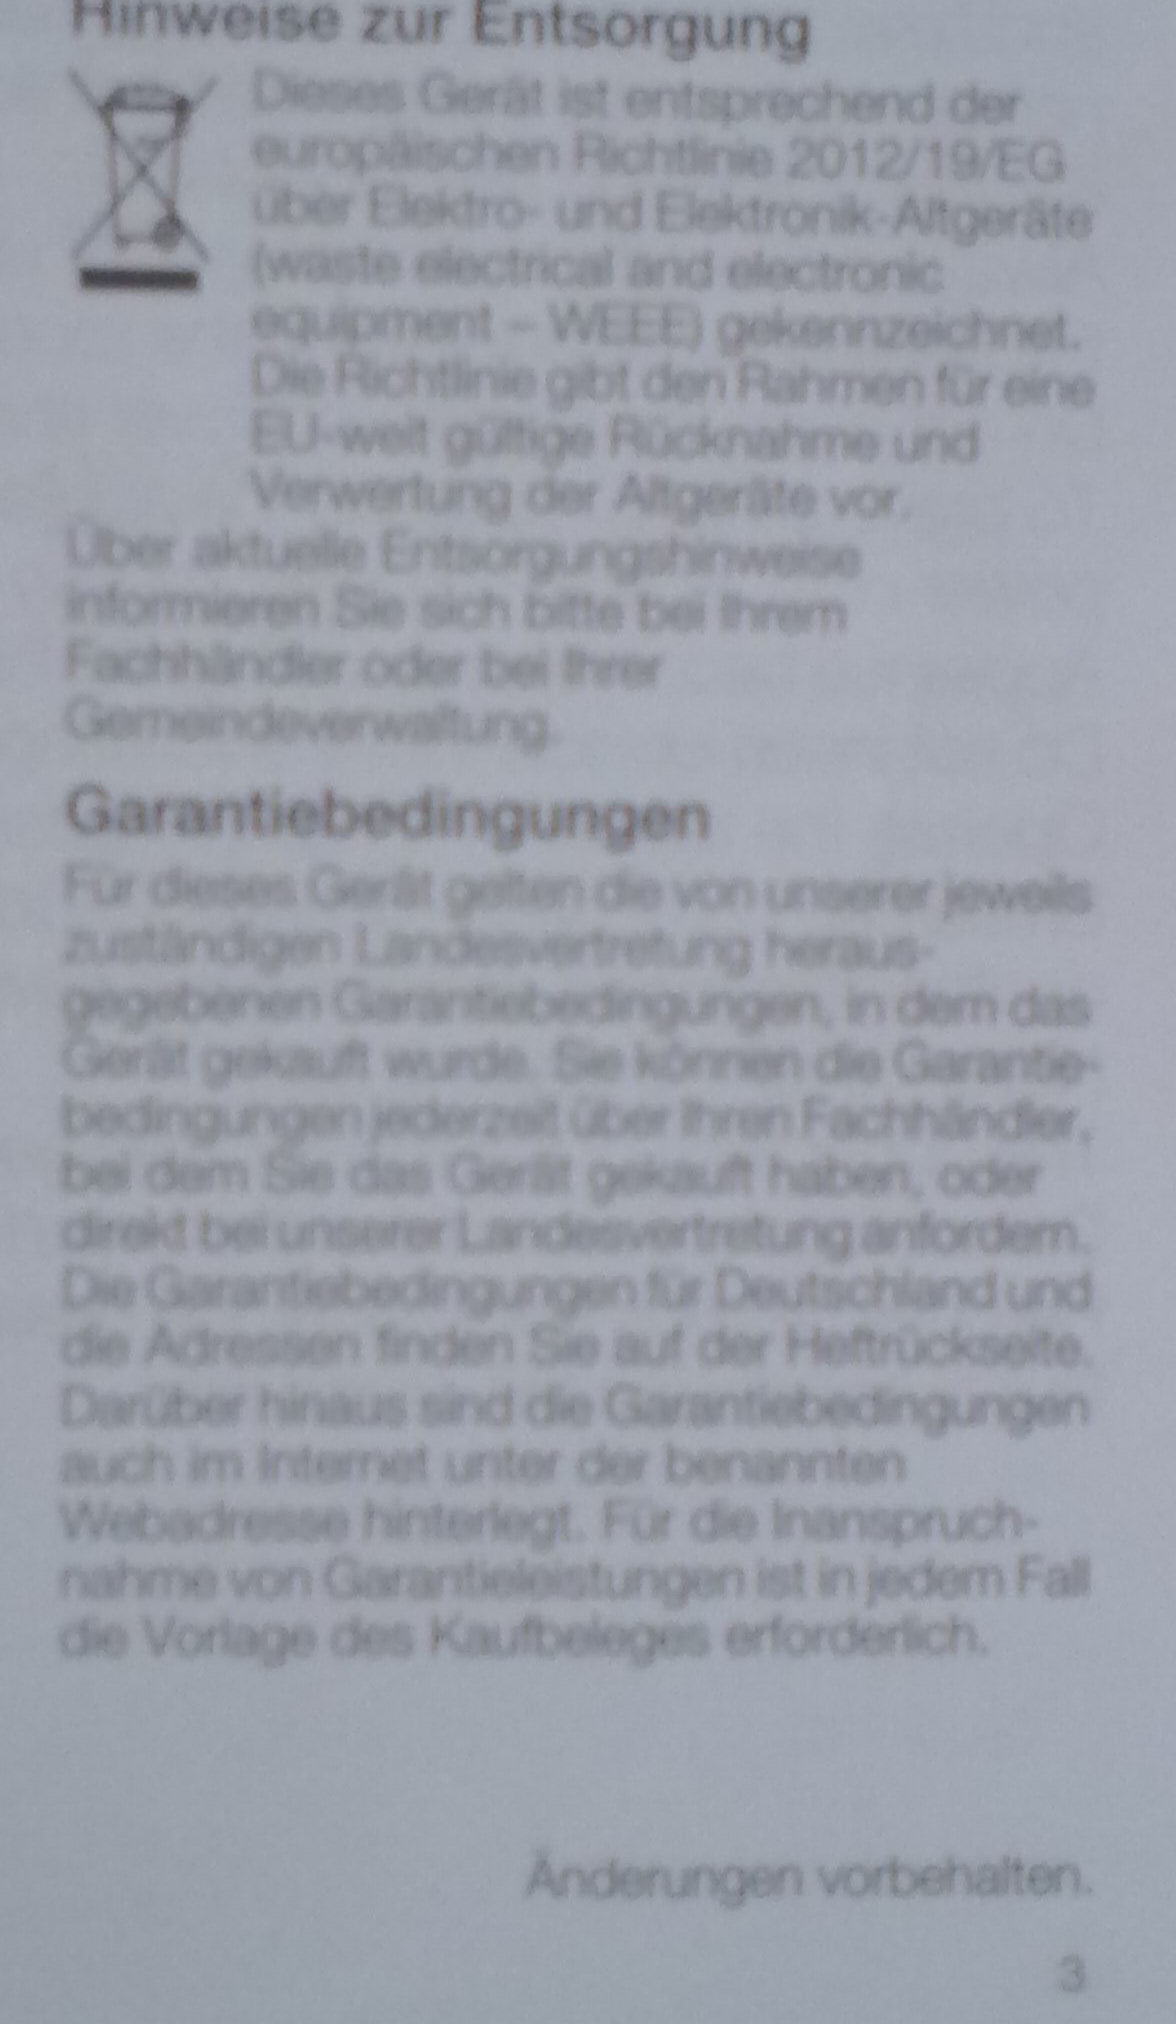 Hinweise zur Entsorgung
Dieses Gerät ist entsprechend der
europäischen Richtlinie 2012/19/EG
über Elektro- und Elektronik-Altgeräte
(waste electrical and electronic
equipment – WEEE) gekennzeichnet.
Die Richtlinie gibt den Rahmen für eine
EU-weit gültige Rücknahme und
Verwertung der Altgeräte vor.
Über aktuelle Entsorgungshinweise
informieren Sie sich bitte bei Ihrem
Fachhändler oder bei Ihrer
Gemeindeverwaltung.
Garantiebedingungen
Für dieses Gerät gelten die von unserer jeweils
zuständigen Landesvertretung heraus-
gegebenen Garantiebedingungen, in dem das
Gerät gekauft wurde. Sie können die Garantie-
bedingungen jederzeit über Ihren Fachhändler,
bei dem Sie das Gerät gekauft haben, oder
direkt bei unserer Landesvertretung anfordern.
Die Garantiebedingungen für Deutschland und
die Adressen finden Sie auf der Heftrückseite.
Darüber hinaus sind die Garantiebedingungen
auch im Internet unter der benannten
Webadresse hinterlegt. Für die Inanspruch-
nahme von Garantieleistungen ist in jedem Fall
die Vorlage des Kaufbeleges erforderlich.
Änderungen vorbehalten.
3